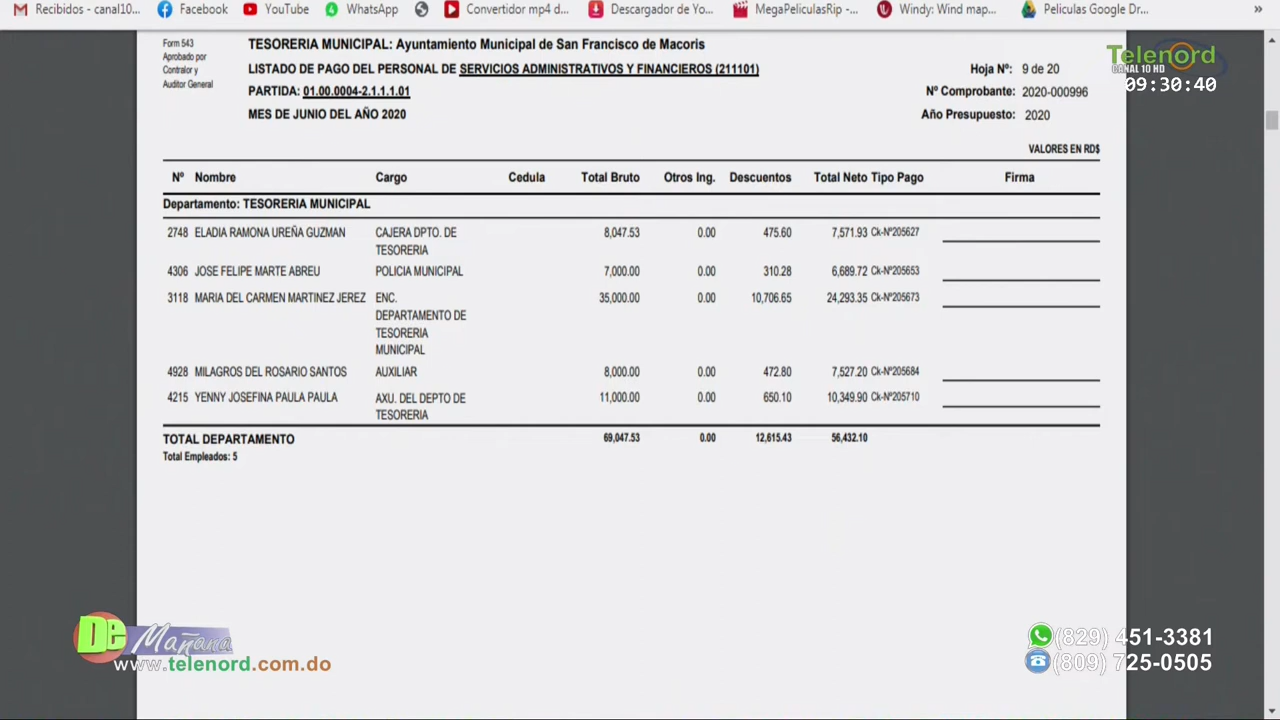 Recibidos - canal10... Facebook YouTube WhatsApp Convertidor mp4 d... Descargador de Yo... MegaPeliculasRip -... Windy: Wind map,... Peliculas Google Dr... »
Form 543
Aprobado por
Contralor y
Auditor General
TESORERIA MUNICIPAL: Ayuntamiento Municipal de San Francisco de Macoris
LISTADO DE PAGO DEL PERSONAL DE SERVICIOS ADMINISTRATIVOS Y FINANCIEROS (211101)
PARTIDA: 01.00.0004-2.1.1.1.01
MES DE JUNIO DEL AÑO 2020
Telenord
CANAL 10 HD
09:30:40
Hoja Nº: 9 de 20
Nº Comprobante: 2020-000996
Año Presupuesto: 2020
VALORES EN RD$
Nº Nombre Cargo Cedula Total Bruto Otros Ing. Descuentos Total Neto Tipo Pago Firma
Departamento: TESORERIA MUNICIPAL
2748 ELADIA RAMONA UREÑA GUZMAN CAJERA DPTO. DE 8,047.53 0.00 475.60 7,571.93 Ck-Nº205627
TESORERIA
4306 JOSE FELIPE MARTE ABREU POLICIA MUNICIPAL 7,000.00 0.00 310.28 6,689.72 Ck-Nº205653
3118 MARIA DEL CARMEN MARTINEZ JEREZ ENC. 35,000.00 0.00 10,706.65 24,293.35 Ck-Nº205673
DEPARTAMENTO DE
TESORERIA
MUNICIPAL
4928 MILAGROS DEL ROSARIO SANTOS AUXILIAR 8,000.00 0.00 472.80 7,527.20 Ck-Nº205684
4215 YENNY JOSEFINA PAULA PAULA AXU. DEL DEPTO DE 11,000.00 0.00 650.10 10,349.90 Ck-Nº205710
TESORERIA
TOTAL DEPARTAMENTO 69,047.53 0.00 12,615.43 56,432.10
Total Empleados: 5
De Mañana
www.telenord.com.do
(829) 451-3381
(809) 725-0505